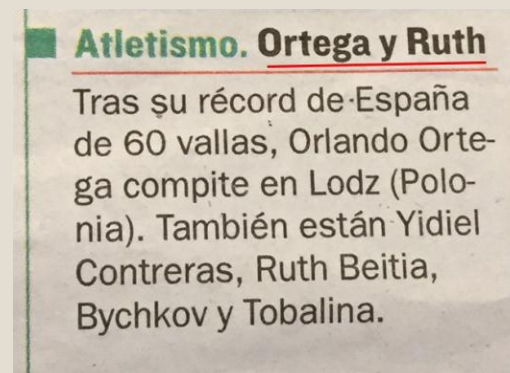 Atletismo. Ortega y Ruth
Tras su récord de España
de 60 vallas, Orlando Orte-
ga compite en Lodz (Polo-
nia). También están Yidiel
Contreras, Ruth Beitia,
Bychkov y Tobalina.